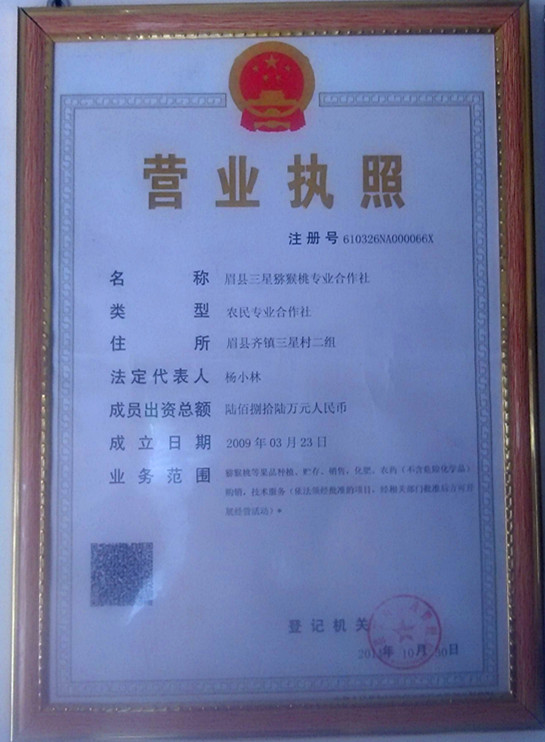 营业执照
注册号 610326NA000066X
名称 眉县三星猕猴桃专业合作社
类型 农民专业合作社
住所 眉县齐镇三星村二组
法定代表人 杨小林
成员出资总额 陆佰捌拾陆万元人民币
成立日期 2009年03月23日
业务范围 猕猴桃等果品种植、贮存、销售，化肥、农药（不含危险化学品）
购销，技术服务（依法须经批准的项目，经相关部门批准后方可开
展经营 ）*
登记机关
年10月30日